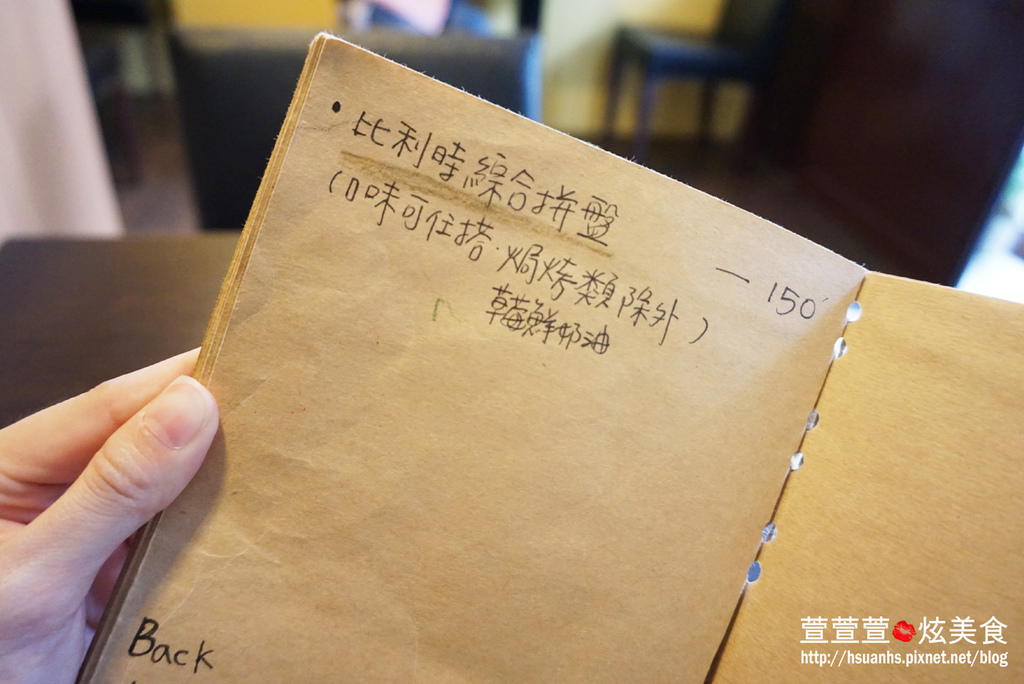 • 比利時綜合拼盤
(口味可任搭.焗烤類除外)
草莓鮮奶油
— 150
Back
萱萱萱炫美食
http://hsuanhs.pixnet.net/blog